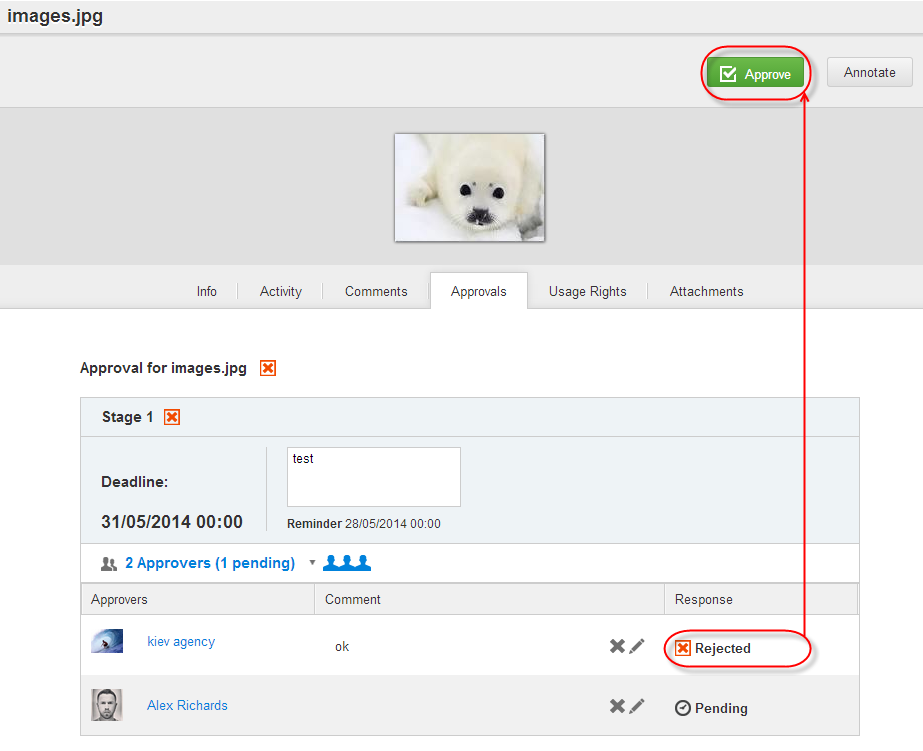 images.jpg
Approve Annotate
Info Activity Comments Approvals Usage Rights Attachments
Approval for images.jpg
Stage 1
test
Deadline:
31/05/2014 00:00
Reminder 28/05/2014 00:00
2 Approvers (1 pending)
Approvers Comment Response
kiev agency ok Rejected
Alex Richards Pending